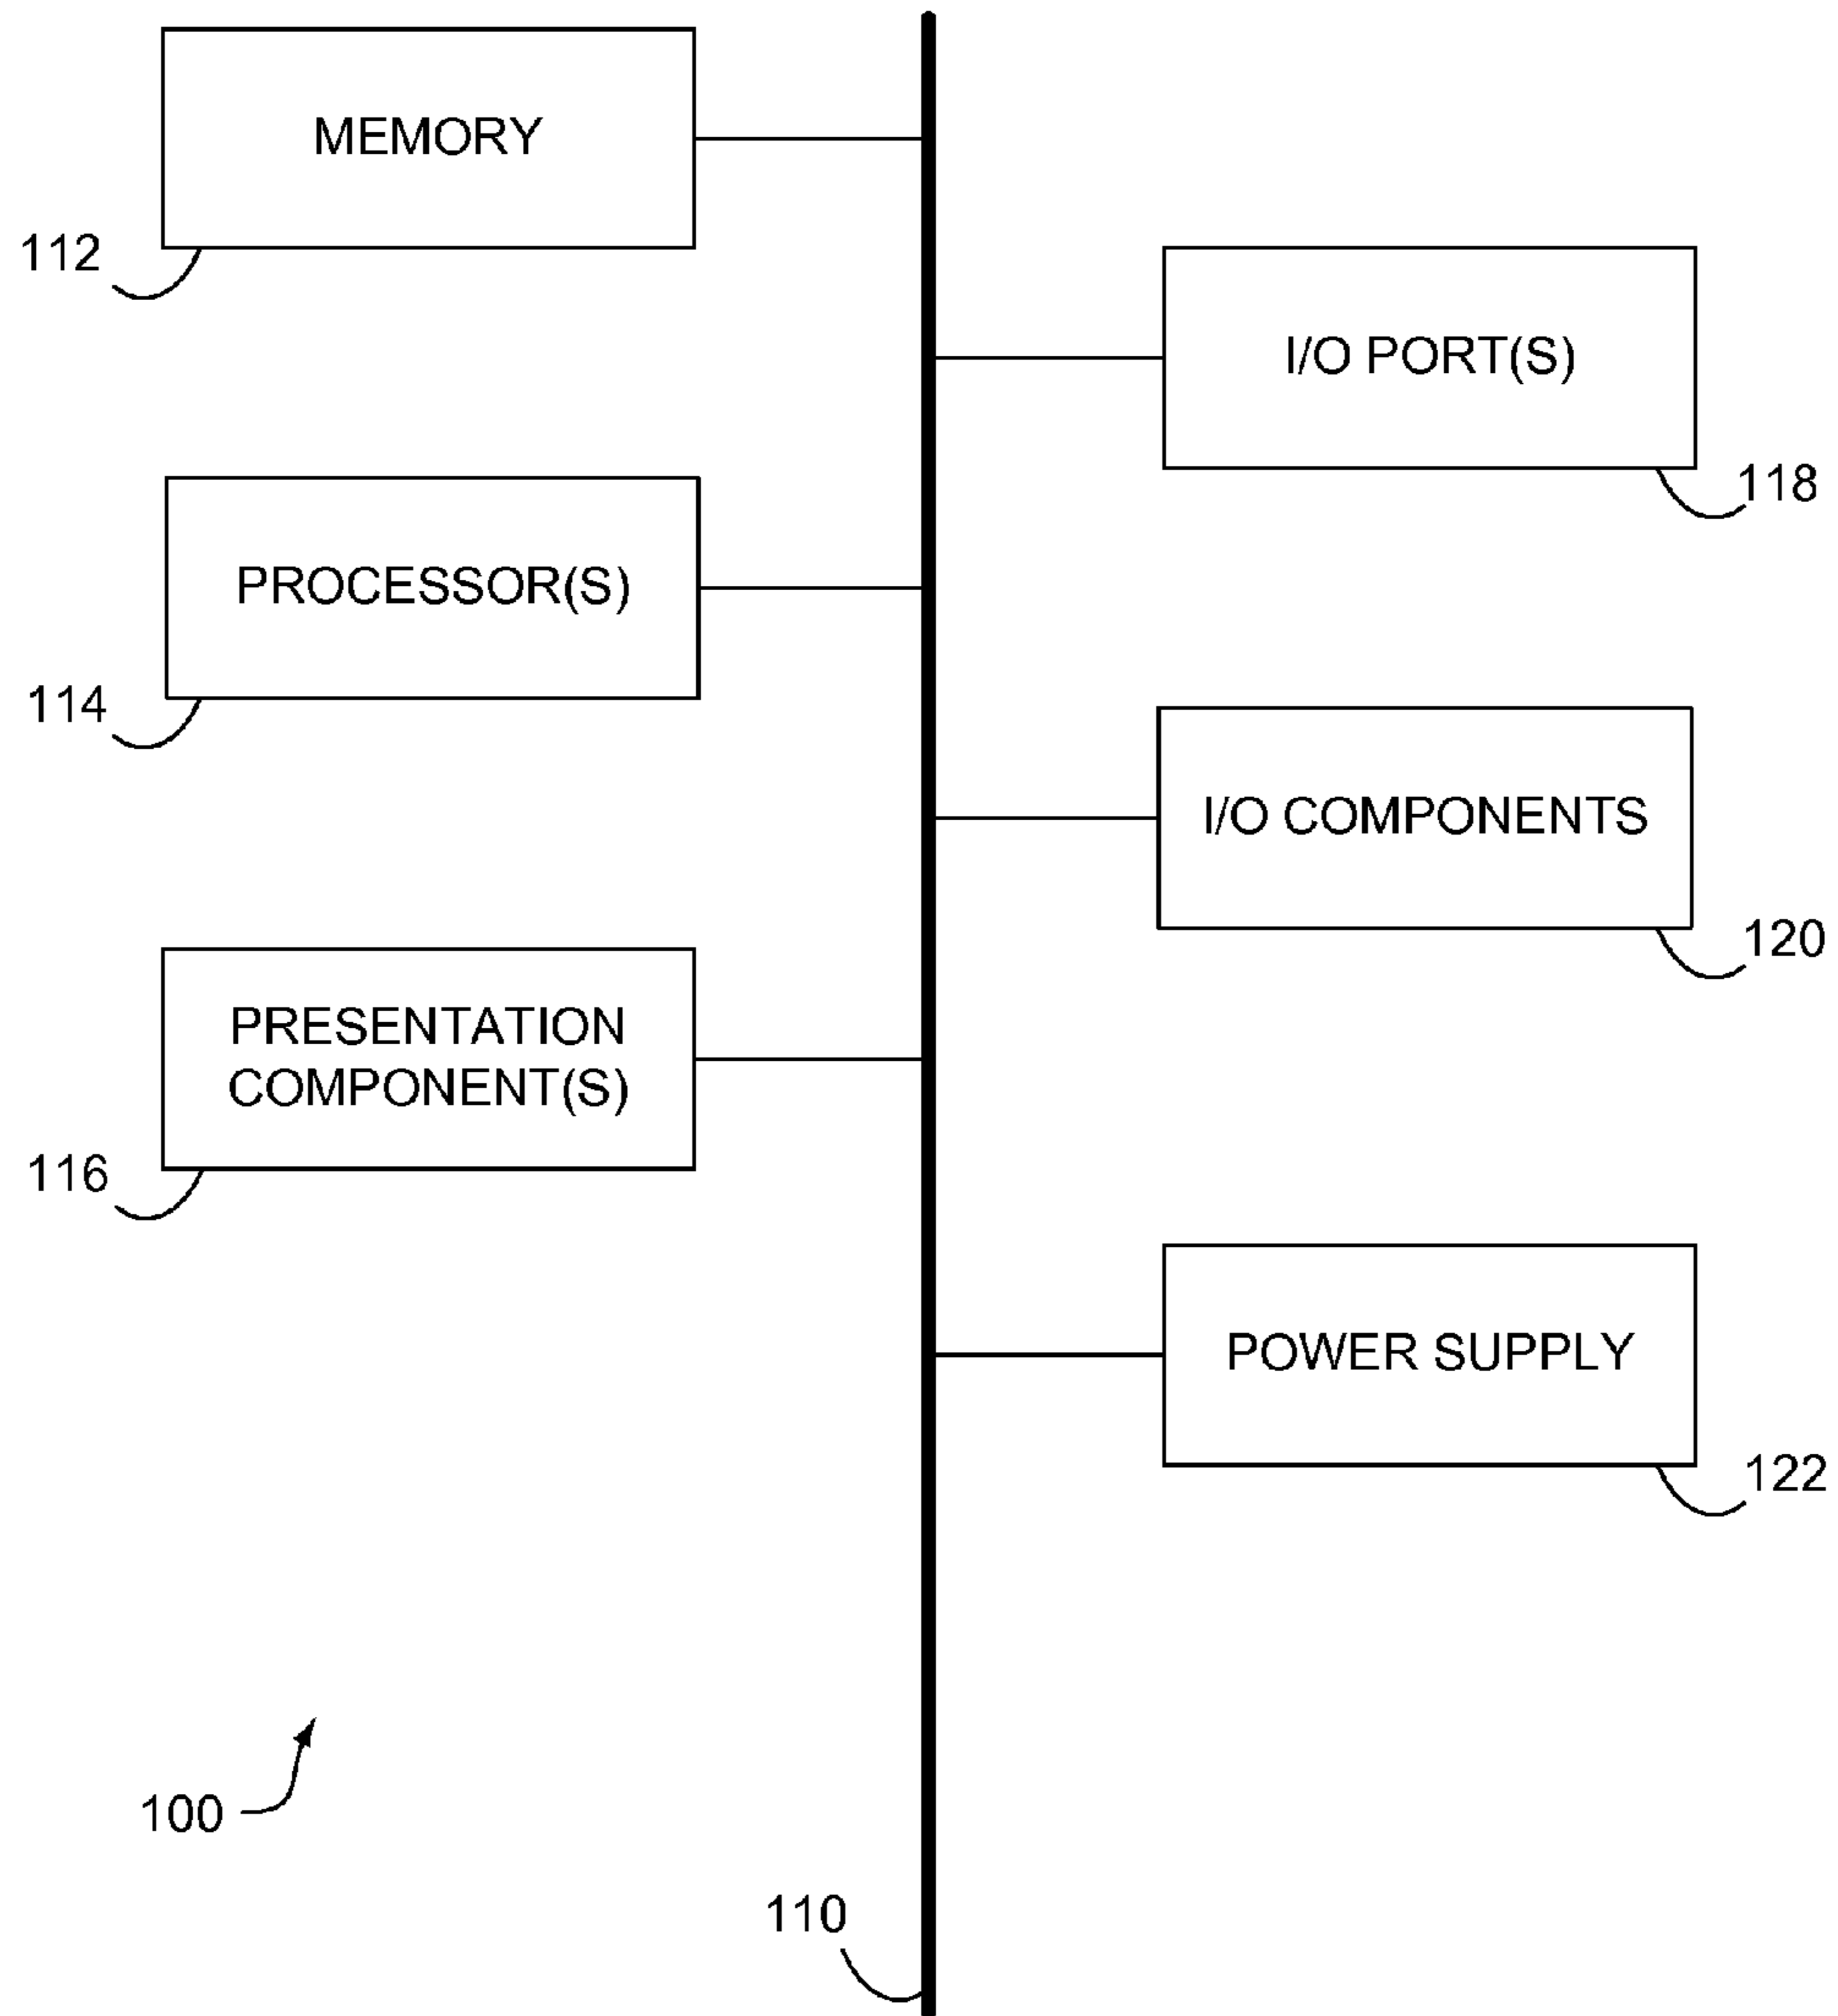 MEMORY
112
I/O PORT(S)
118
PROCESSOR(S)
114
I/O COMPONENTS
120
PRESENTATION
COMPONENT(S)
116
POWER SUPPLY
122
100
110